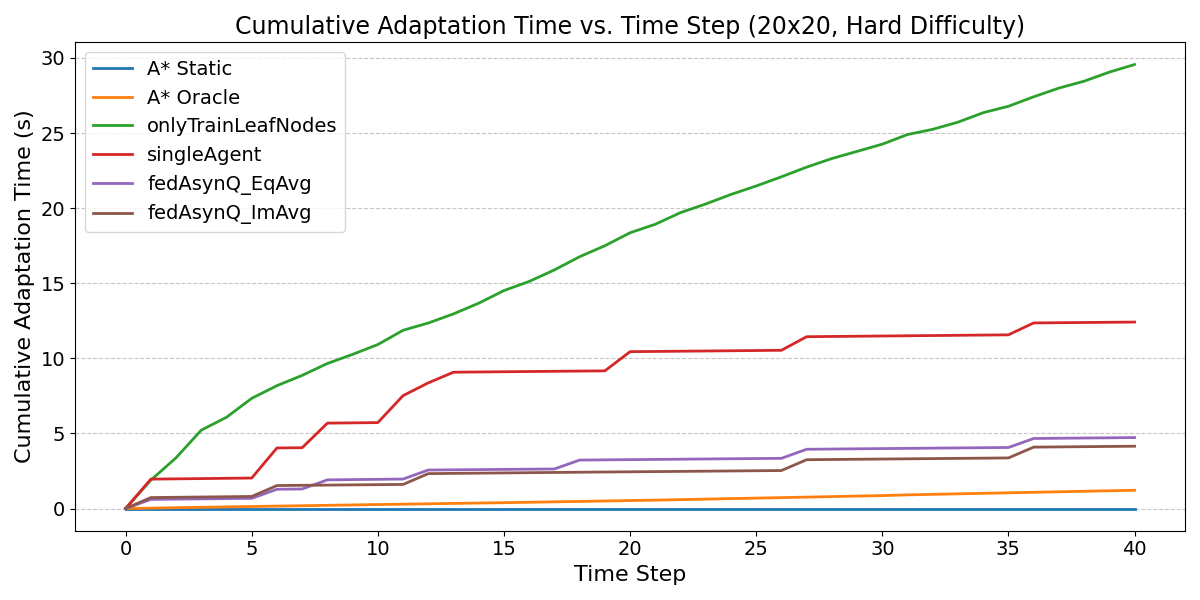 Cumulative Adaptation Time vs. Time Step (20x20, Hard Difficulty)
Cumulative Adaptation Time (s)
30
25
20
15
10
5
0
A* Static
A* Oracle
onlyTrainLeafNodes
singleAgent
fedAsynQ_EqAvg
fedAsynQ_ImAvg
0 5 10 15 20 25 30 35 40
Time Step